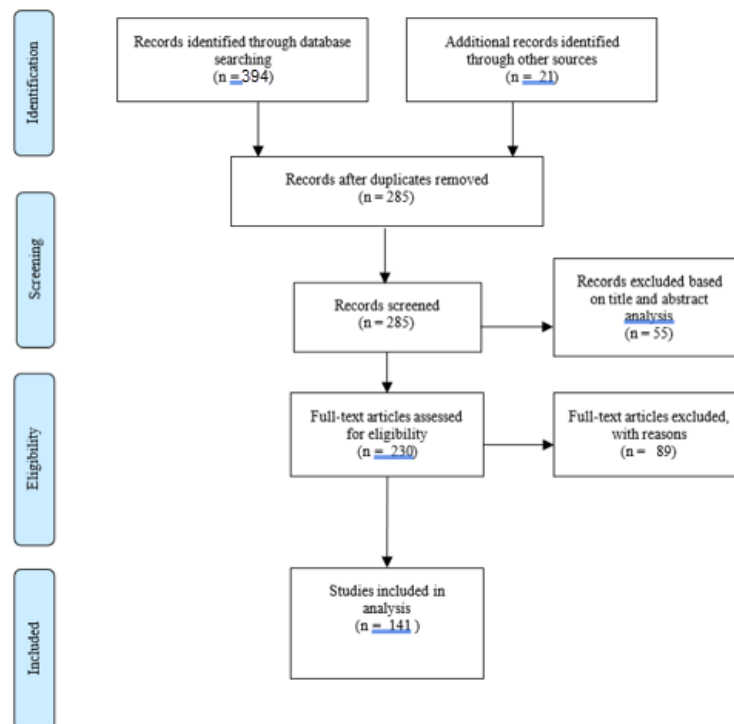 Identification
Records identified through database
searching
(n = 394)
Additional records identified
through other sources
(n = 21)
Records after duplicates removed
(n = 285)
Screening
Records screened
(n = 285)
Records excluded based
on title and abstract
analysis
(n = 55)
Eligibility
Full-text articles assessed
for eligibility
(n = 230)
Full-text articles excluded,
with reasons
(n = 89)
Included
Studies included in
analysis
(n = 141 )